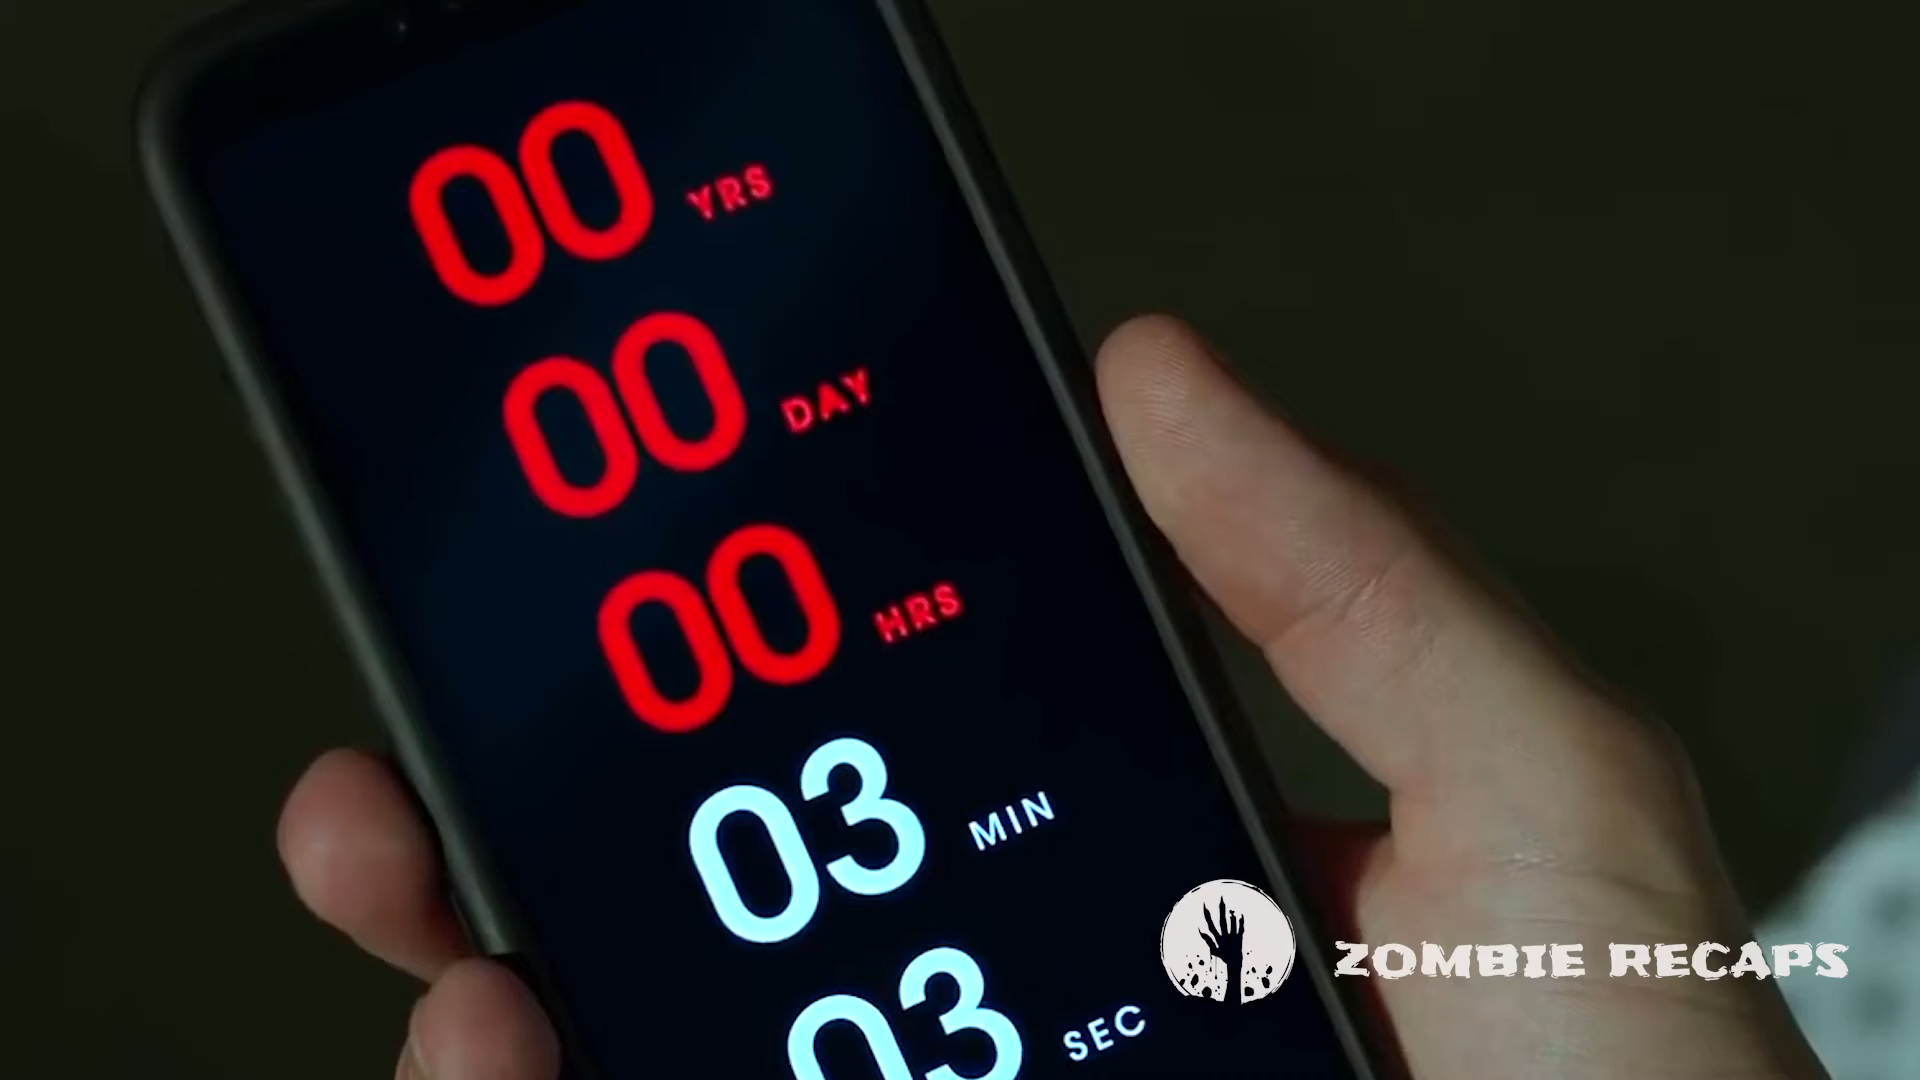 00 YRS
00 DAY
00 HRS
03 MIN
03 SEC
ZOMBIE RECAPS